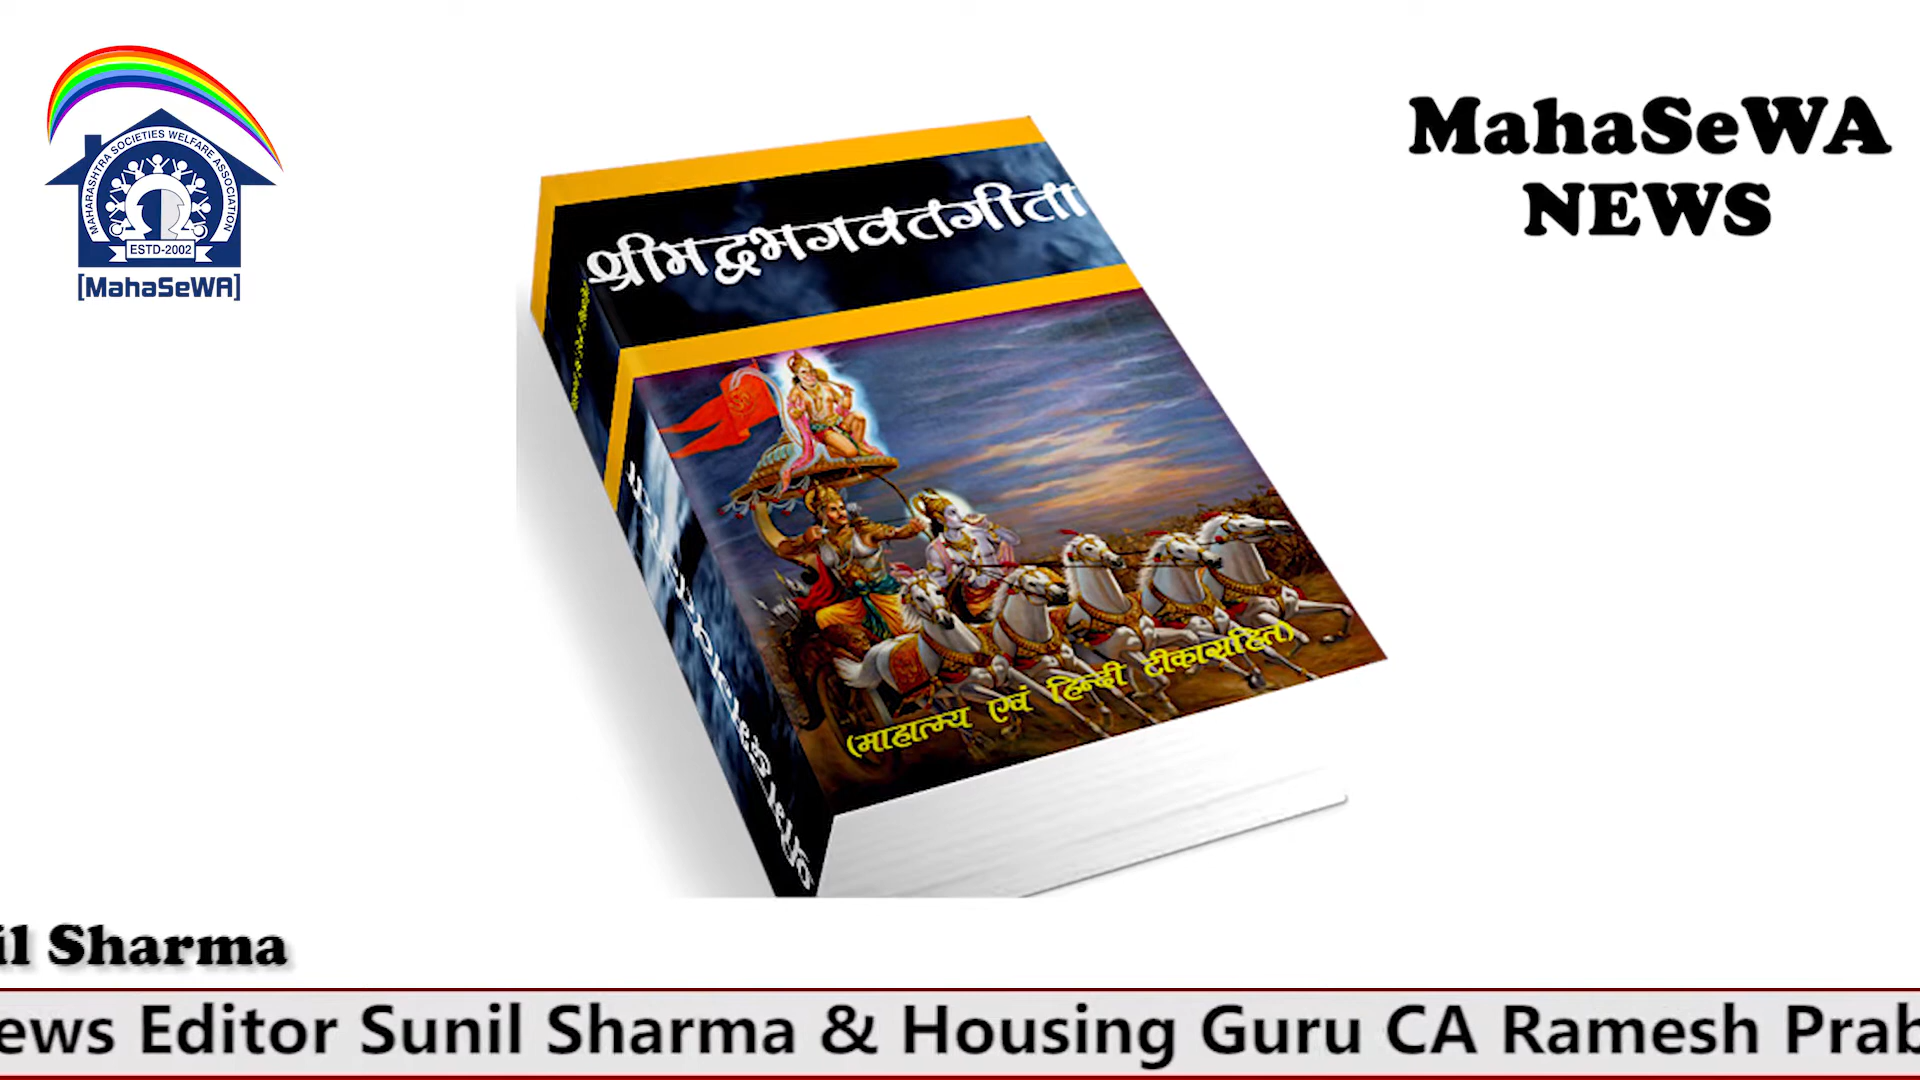 MAHARASHTRA SOCIETIES WELFARE ASSOCIATION
ESTD-2002
[MahaSeWA]
MahaSeWA
NEWS
श्रीमद्वभगवतगीता
(माहात्म्य एवं हिन्दी टीकासहित)
il Sharma
ews Editor Sunil Sharma & Housing Guru CA Ramesh Prab